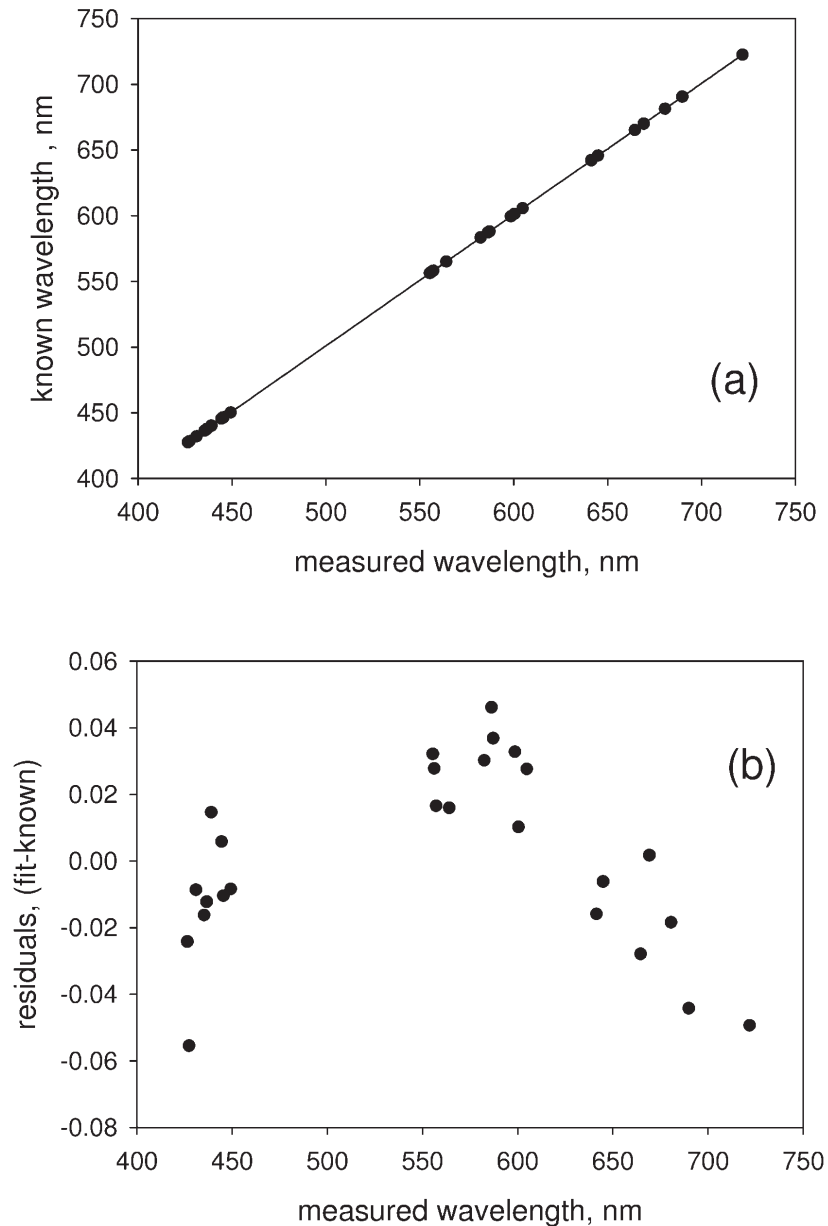 750
700
650
600
550
500
450
400
known wavelength , nm
(a)
400 450 500 550 600 650 700 750
measured wavelength, nm
0.06
0.04
0.02
0.00
-0.02
-0.04
-0.06
-0.08
residuals, (fit-known)
(b)
400 450 500 550 600 650 700 750
measured wavelength, nm